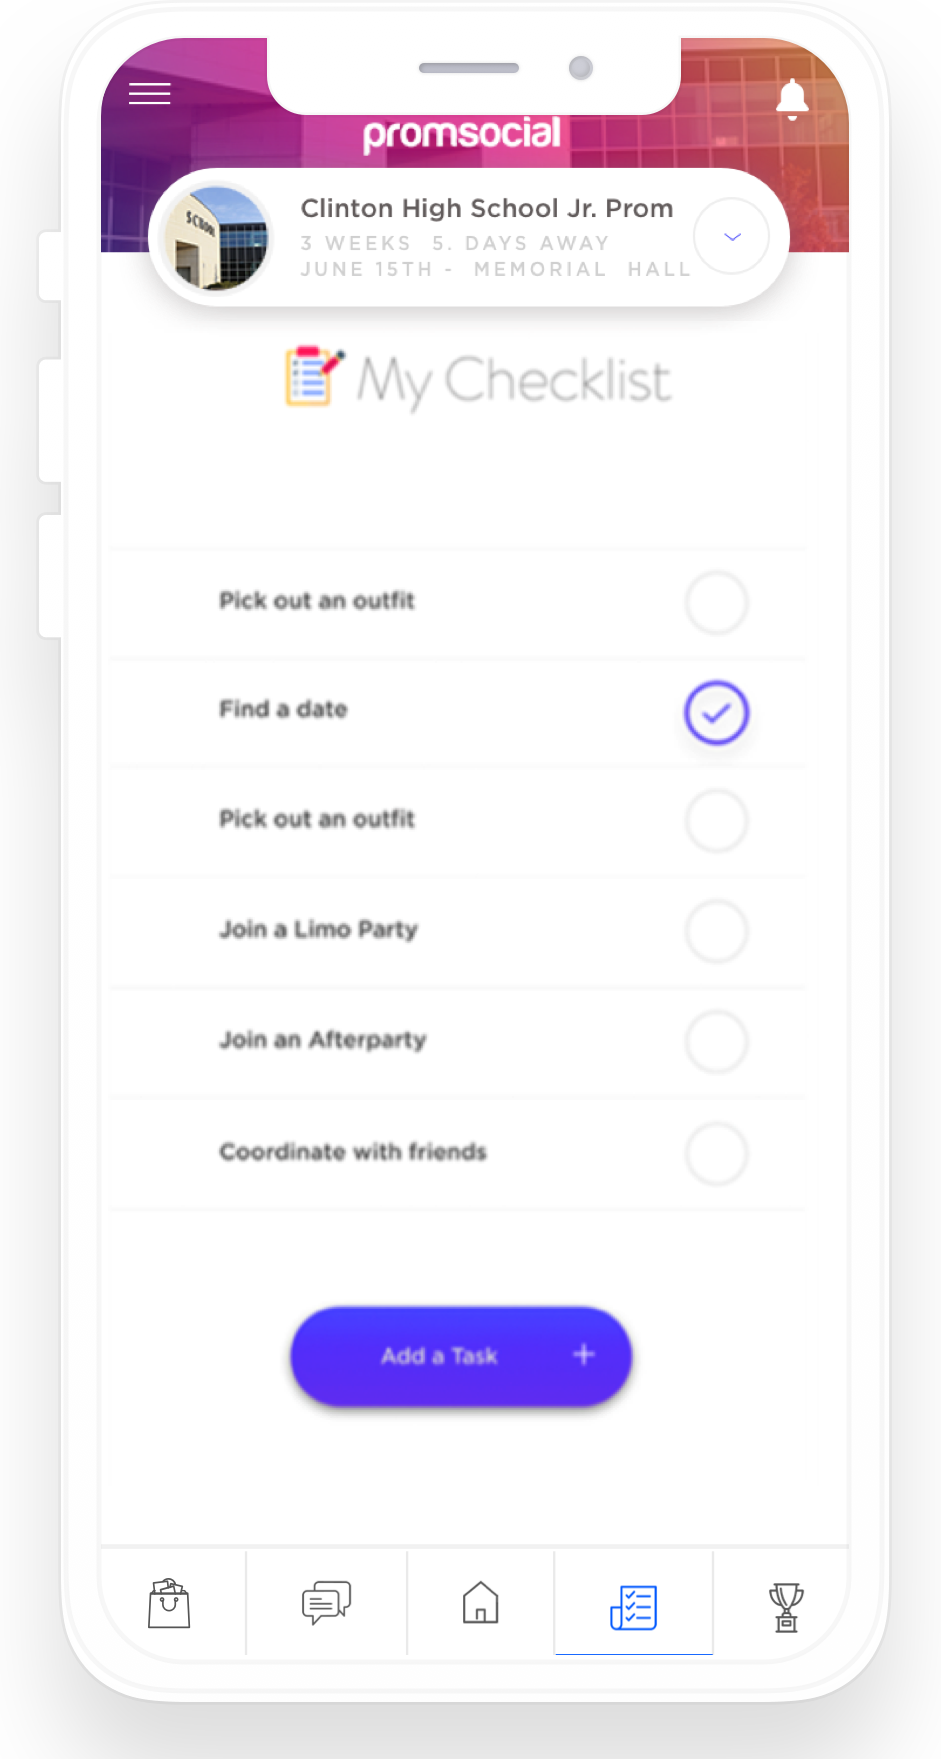 promsocial
SCHOOL
Clinton High School Jr. Prom
3 WEEKS 5. DAYS AWAY
JUNE 15TH - MEMORIAL HALL
My Checklist
Pick out an outfit
Find a date
Pick out an outfit
Join a Limo Party
Join an Afterparty
Coordinate with friends
Add a Task +